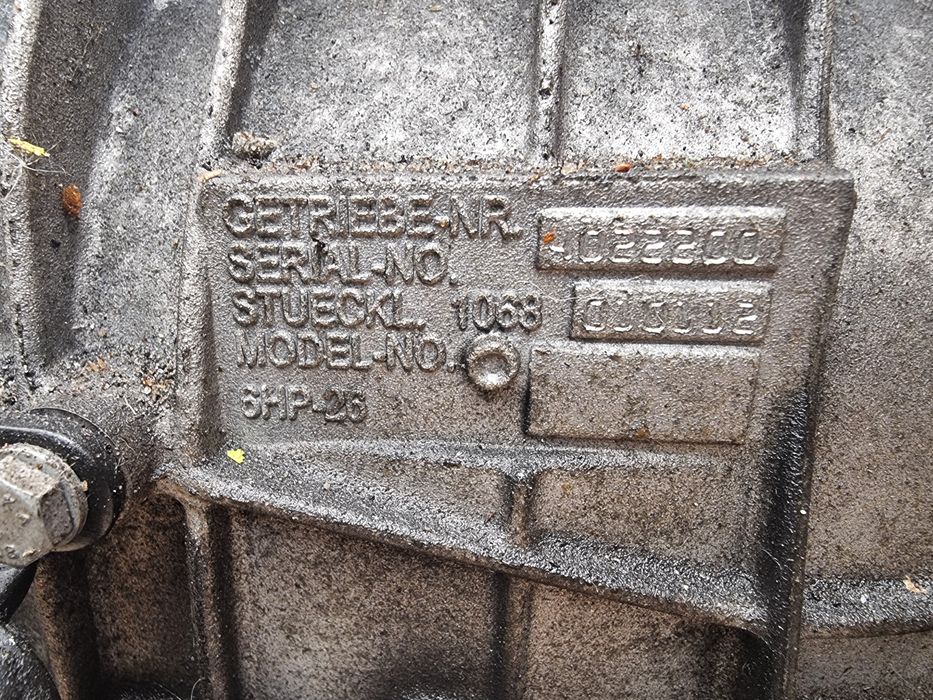 GETRIEBE-NR.
SERIAL-NO.
STUECKL. 1068
MODEL-NO.
6HP-26